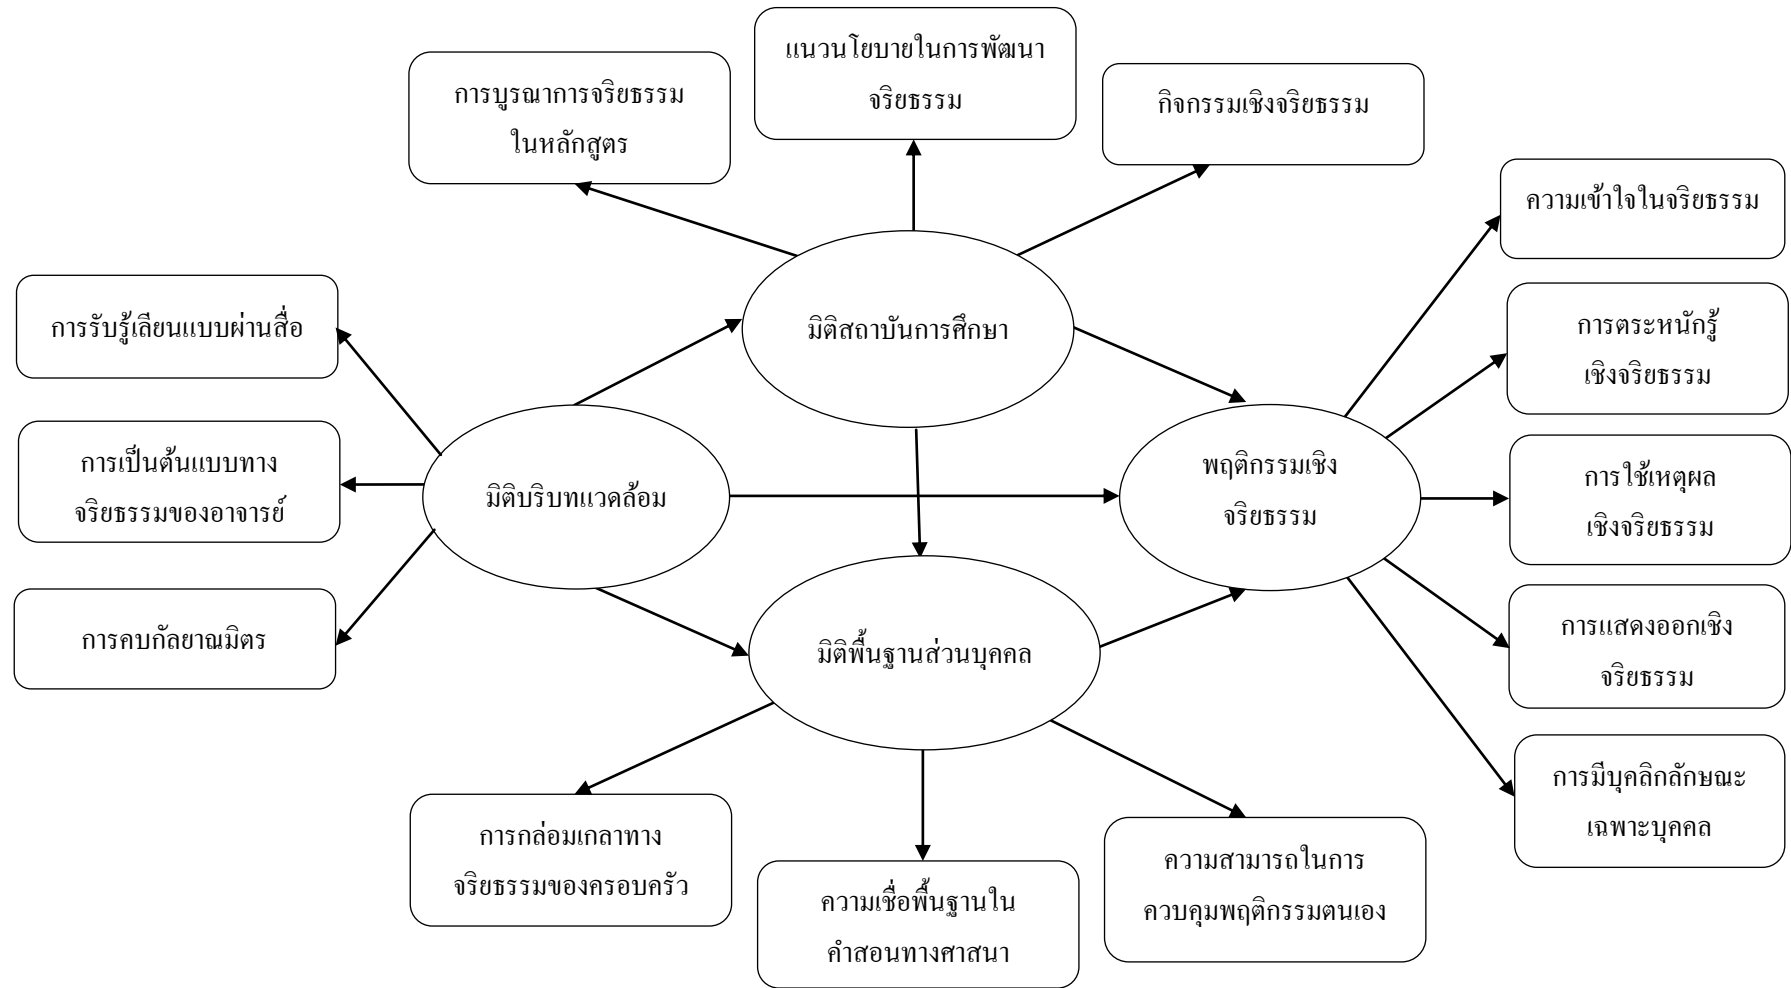 แนวนโยบายในการพัฒนา
จริยธรรม
การบูรณาการจริยธรรม
ในหลักสูตร
กิจกรรมเชิงจริยธรรม
ความเข้าใจในจริยธรรม
การรับรู้เลียนแบบผ่านสื่อ
มิติสถาบันการศึกษา
การตระหนักรู้
เชิงจริยธรรม
การเป็นต้นแบบทาง
จริยธรรมของอาจารย์
มิติบริบทแวดล้อม
พฤติกรรมเชิง
จริยธรรม
การใช้เหตุผล
เชิงจริยธรรม
การคบกัลยาณมิตร
มิติพื้นฐานส่วนบุคคล
การแสดงออกเชิง
จริยธรรม
การมีบุคลิกลักษณะ
เฉพาะบุคคล
การกล่อมเกลาทาง
จริยธรรมของครอบครัว
ความเชื่อพื้นฐานใน
คำสอนทางศาสนา
ความสามารถในการ
ควบคุมพฤติกรรมตนเอง